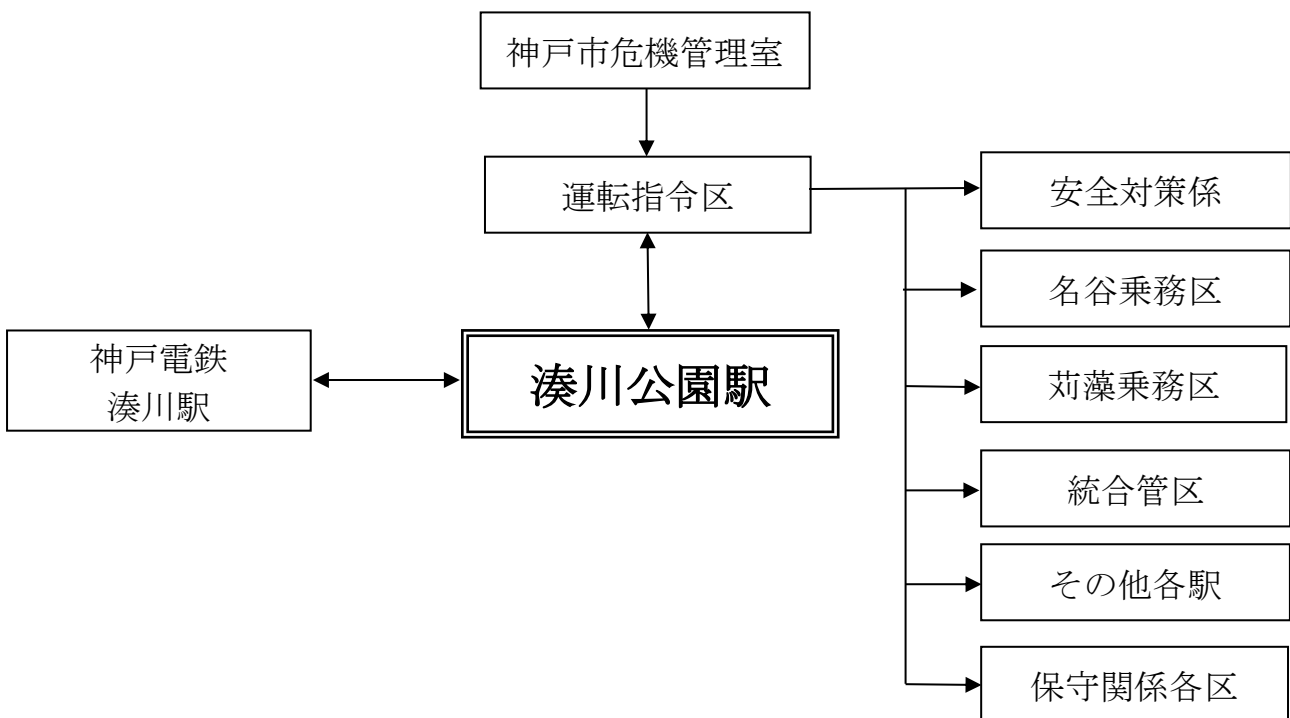 神戸市危機管理室
運転指令区
安全対策係
名谷乗務区
神戸電鉄
湊川駅
湊川公園駅
苅藻乗務区
統合管区
その他各駅
保守関係各区